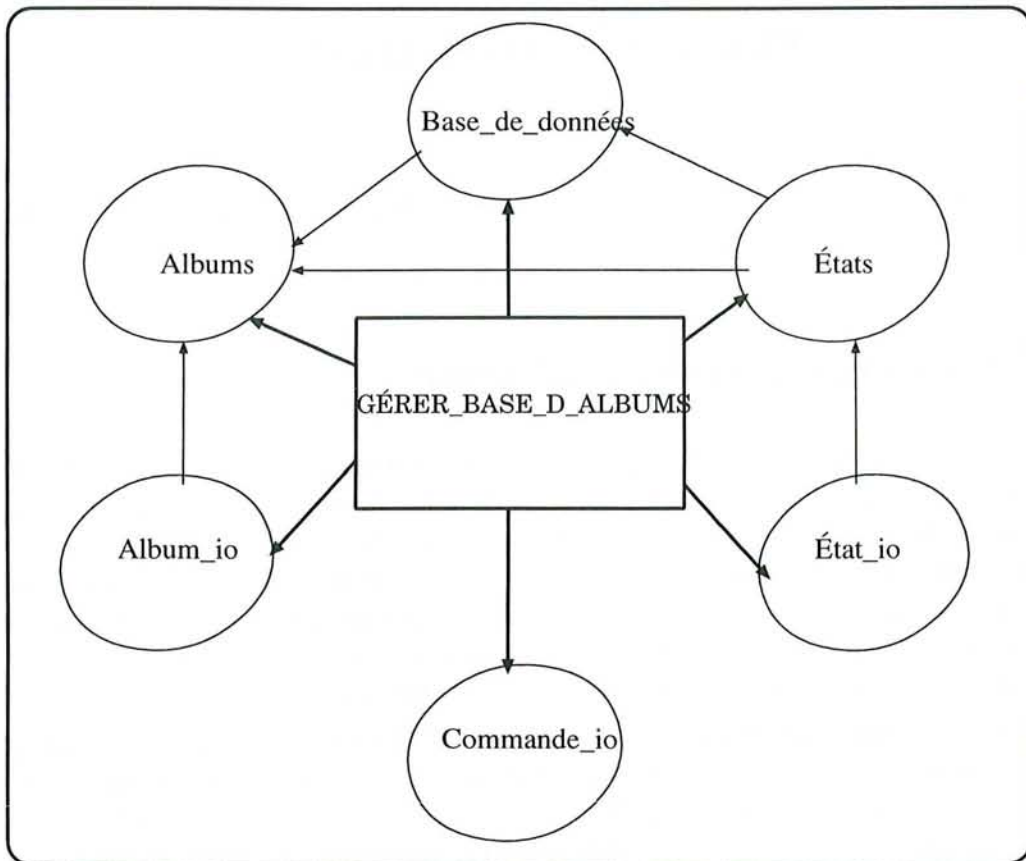 Base_de_données
Albums
États
GÉRER_BASE_D_ALBUMS
Album_io
État_io
Commande_io